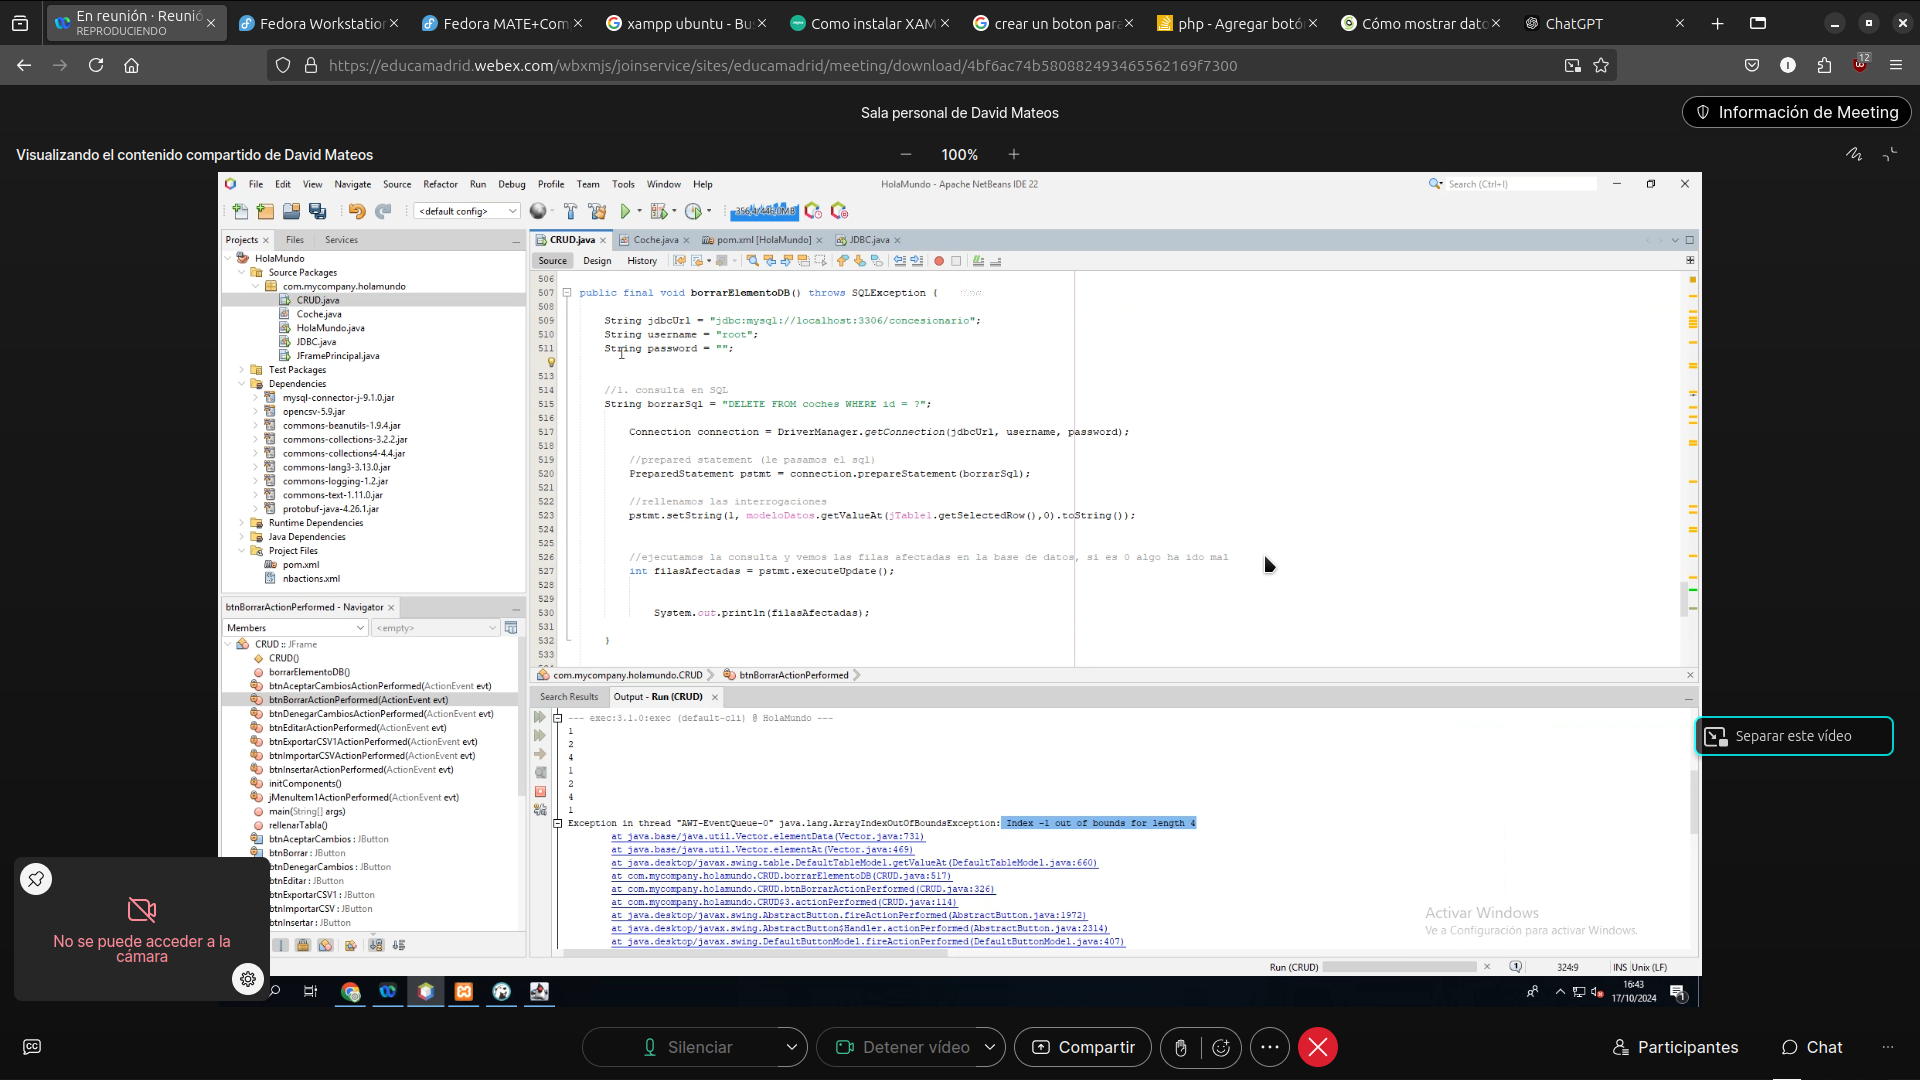 En reunión · Reunió
REPRODUCIENDO
Fedora Workstation
Fedora MATE+Com
xampp ubuntu - Bu
Como instalar XAM
crear un boton para
php - Agregar botó
Cómo mostrar dato
ChatGPT
https://educamadrid.webex.com/wbxmjs/joinservice/sites/educamadrid/meeting/download/4bf6ac74b580882493465562169f7300
12
Sala personal de David Mateos
Información de Meeting
Visualizando el contenido compartido de David Mateos
100%
File Edit View Navigate Source Refactor Run Debug Profile Team Tools Window Help
HolaMundo - Apache NetBeans IDE 22
Search (Ctrl+I)
<default config>
356,4/446,0MB
Projects
Files
Services
CRUD.java
Coche.java
pom.xml [HolaMundo]
JDBC.java
Source
Design
History
HolaMundo
Source Packages
com.mycompany.holamundo
CRUD.java
Coche.java
HolaMundo.java
JDBC.java
JFramePrincipal.java
Test Packages
Dependencies
mysql-connector-j-9.1.0.jar
opencsv-5.9.jar
commons-beanutils-1.9.4.jar
commons-collections-3.2.2.jar
commons-collections4-4.4.jar
commons-lang3-3.13.0.jar
commons-logging-1.2.jar
commons-text-1.11.0.jar
protobuf-java-4.26.1.jar
Runtime Dependencies
Java Dependencies
Project Files
pom.xml
nbactions.xml
506
507 public final void borrarElementoDB() throws SQLException {
508
509 String jdbcUrl = "jdbc:mysql://localhost:3306/concesionario";
510 String username = "root";
511 String password = "";
513
514 //1. consulta en SQL
515 String borrarSql = "DELETE FROM coches WHERE id = ?";
516
517 Connection connection = DriverManager.getConnection(jdbcUrl, username, password);
518
519 //prepared statement (le pasamos el sql)
520 PreparedStatement pstmt = connection.prepareStatement(borrarSql);
521
522 //rellenamos las interrogaciones
523 pstmt.setString(1, modeloDatos.getValueAt(jTable1.getSelectedRow(),0).toString());
524
525
526 //ejecutamos la consulta y vemos las filas afectadas en la base de datos, si es 0 algo ha ido mal
527 int filasAfectadas = pstmt.executeUpdate();
528
529
530 System.out.println(filasAfectadas);
531
532 }
533
com.mycompany.holamundo.CRUD
btnBorrarActionPerformed
btnBorrarActionPerformed - Navigator
Members
<empty>
CRUD :: JFrame
CRUD()
borrarElementoDB()
btnAceptarCambiosActionPerformed(ActionEvent evt)
btnBorrarActionPerformed(ActionEvent evt)
btnDenegarCambiosActionPerformed(ActionEvent evt)
btnEditarActionPerformed(ActionEvent evt)
btnExportarCSV1ActionPerformed(ActionEvent evt)
btnImportarCSVActionPerformed(ActionEvent evt)
btnInsertarActionPerformed(ActionEvent evt)
initComponents()
jMenuItem1ActionPerformed(ActionEvent evt)
main(String[] args)
rellenarTabla()
btnAceptarCambios : JButton
btnBorrar : JButton
btnDenegarCambios : JButton
btnEditar : JButton
btnExportarCSV1 : JButton
btnImportarCSV : JButton
btnInsertar : JButton
Search Results
Output - Run (CRUD)
--- exec:3.1.0:exec (default-cli) @ HolaMundo ---
1
2
4
1
2
4
1
Exception in thread "AWT-EventQueue-0" java.lang.ArrayIndexOutOfBoundsException: Index -1 out of bounds for length 4
at java.base/java.util.Vector.elementData(Vector.java:731)
at java.base/java.util.Vector.elementAt(Vector.java:469)
at java.desktop/javax.swing.table.DefaultTableModel.getValueAt(DefaultTableModel.java:660)
at com.mycompany.holamundo.CRUD.borrarElementoDB(CRUD.java:517)
at com.mycompany.holamundo.CRUD.btnBorrarActionPerformed(CRUD.java:326)
at com.mycompany.holamundo.CRUD$3.actionPerformed(CRUD.java:114)
at java.desktop/javax.swing.AbstractButton.fireActionPerformed(AbstractButton.java:1972)
at java.desktop/javax.swing.AbstractButton$Handler.actionPerformed(AbstractButton.java:2314)
at java.desktop/javax.swing.DefaultButtonModel.fireActionPerformed(DefaultButtonModel.java:407)
Activar Windows
Ve a Configuración para activar Windows.
Separar este vídeo
No se puede acceder a la cámara
Run (CRUD)
324:9
INS
Unix (LF)
16:43
17/10/2024
1
CC
Silenciar
Detener vídeo
Compartir
Participantes
Chat